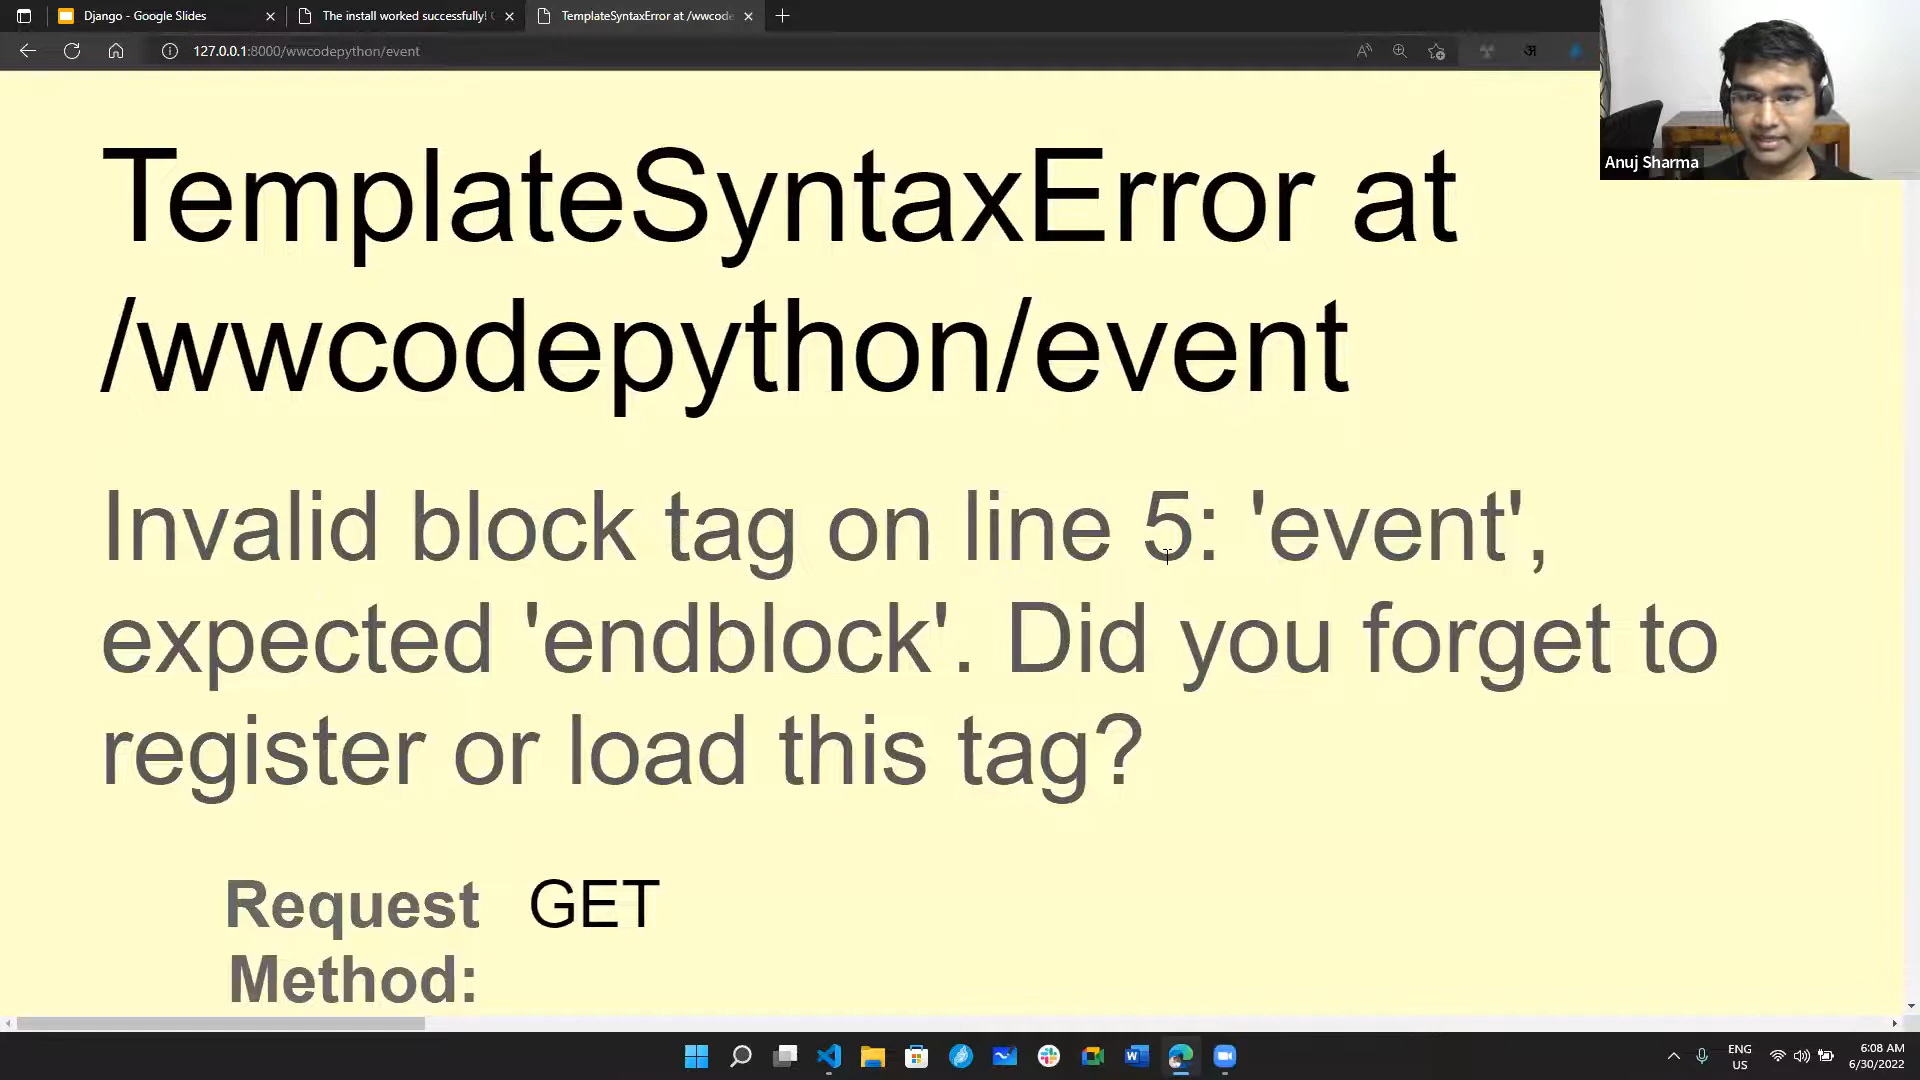 Django - Google Slides
The install worked successfully!
TemplateSyntaxError at /wwcode
127.0.0.1:8000/wwcodepython/event
Anuj Sharma
TemplateSyntaxError at
/wwcodepython/event
Invalid block tag on line 5: 'event',
expected 'endblock'. Did you forget to
register or load this tag?
Request GET
Method:
ENG
US
6:08 AM
6/30/2022